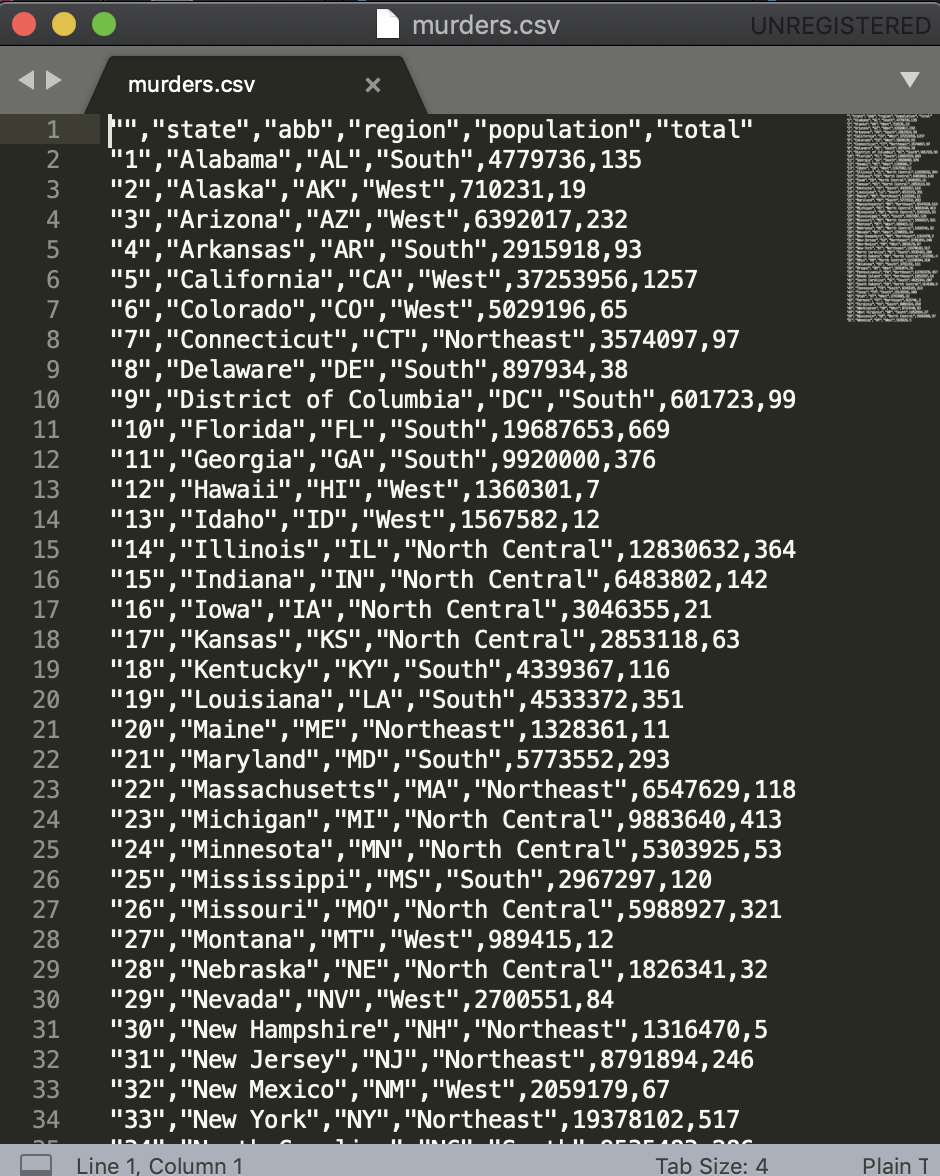 murders.csv
UNREGISTERED
murders.csv ×
1 "","state","abb","region","population","total"
2 "1","Alabama","AL","South",4779736,135
3 "2","Alaska","AK","West",710231,19
4 "3","Arizona","AZ","West",6392017,232
5 "4","Arkansas","AR","South",2915918,93
6 "5","California","CA","West",37253956,1257
7 "6","Colorado","CO","West",5029196,65
8 "7","Connecticut","CT","Northeast",3574097,97
9 "8","Delaware","DE","South",897934,38
10 "9","District of Columbia","DC","South",601723,99
11 "10","Florida","FL","South",19687653,669
12 "11","Georgia","GA","South",9920000,376
13 "12","Hawaii","HI","West",1360301,7
14 "13","Idaho","ID","West",1567582,12
15 "14","Illinois","IL","North Central",12830632,364
16 "15","Indiana","IN","North Central",6483802,142
17 "16","Iowa","IA","North Central",3046355,21
18 "17","Kansas","KS","North Central",2853118,63
19 "18","Kentucky","KY","South",4339367,116
20 "19","Louisiana","LA","South",4533372,351
21 "20","Maine","ME","Northeast",1328361,11
22 "21","Maryland","MD","South",5773552,293
23 "22","Massachusetts","MA","Northeast",6547629,118
24 "23","Michigan","MI","North Central",9883640,413
25 "24","Minnesota","MN","North Central",5303925,53
26 "25","Mississippi","MS","South",2967297,120
27 "26","Missouri","MO","North Central",5988927,321
28 "27","Montana","MT","West",989415,12
29 "28","Nebraska","NE","North Central",1826341,32
30 "29","Nevada","NV","West",2700551,84
31 "30","New Hampshire","NH","Northeast",1316470,5
32 "31","New Jersey","NJ","Northeast",8791894,246
33 "32","New Mexico","NM","West",2059179,67
34 "33","New York","NY","Northeast",19378102,517
Line 1, Column 1
Tab Size: 4
Plain T